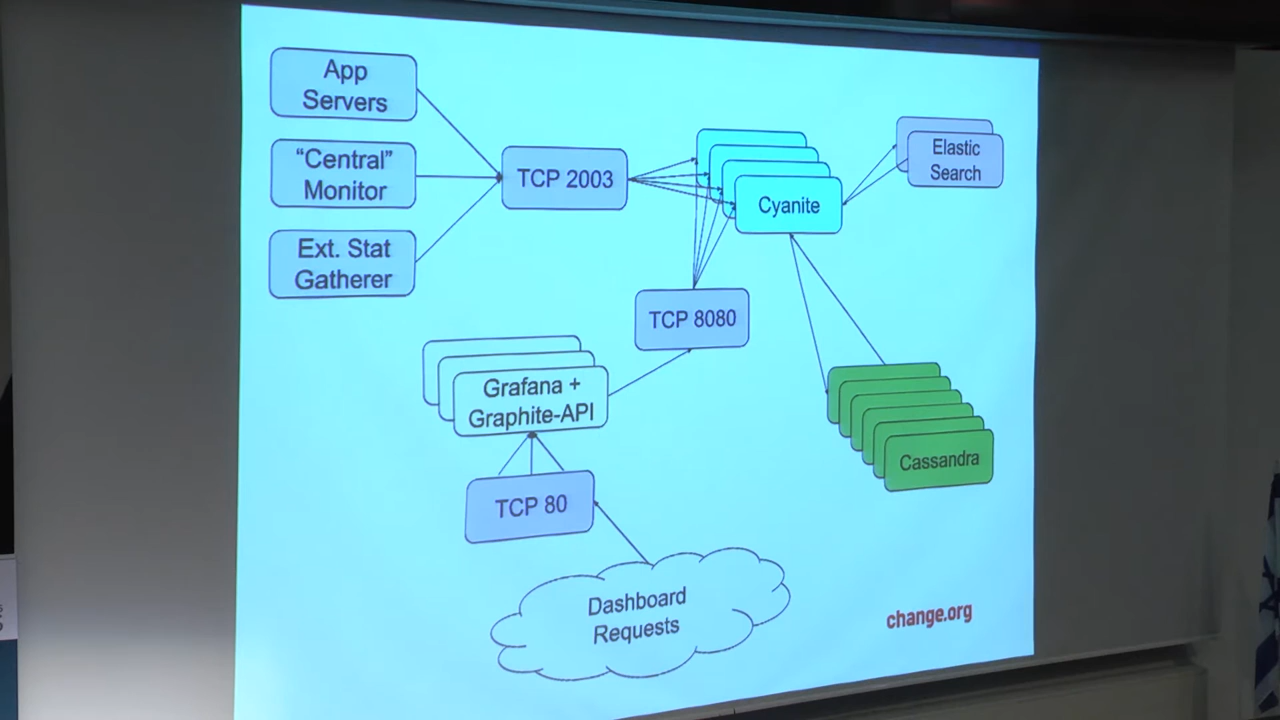 App
Servers
“Central”
Monitor
Ext. Stat
Gatherer
TCP 2003
Cyanite
Elastic
Search
TCP 8080
Grafana +
Graphite-API
Cassandra
TCP 80
Dashboard
Requests
change.org